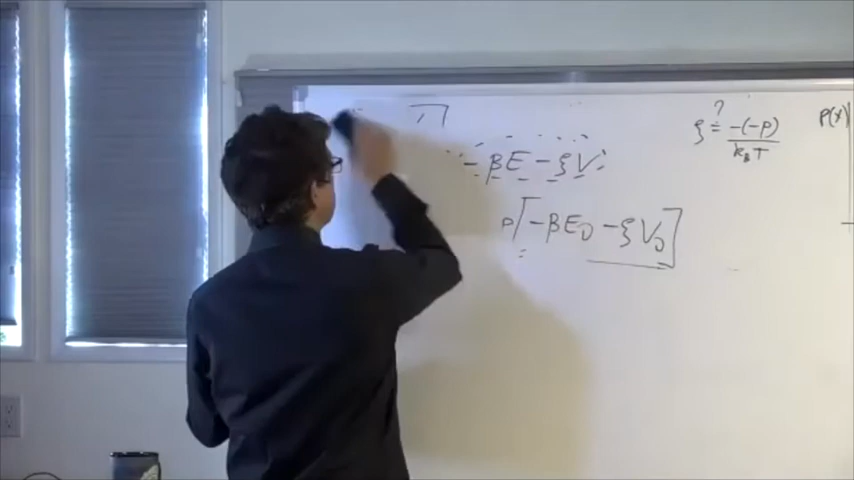 ξ ?= -(-P) / k_B T
P(x)
-βE - ξV
[-βE_0 - ξV_0]